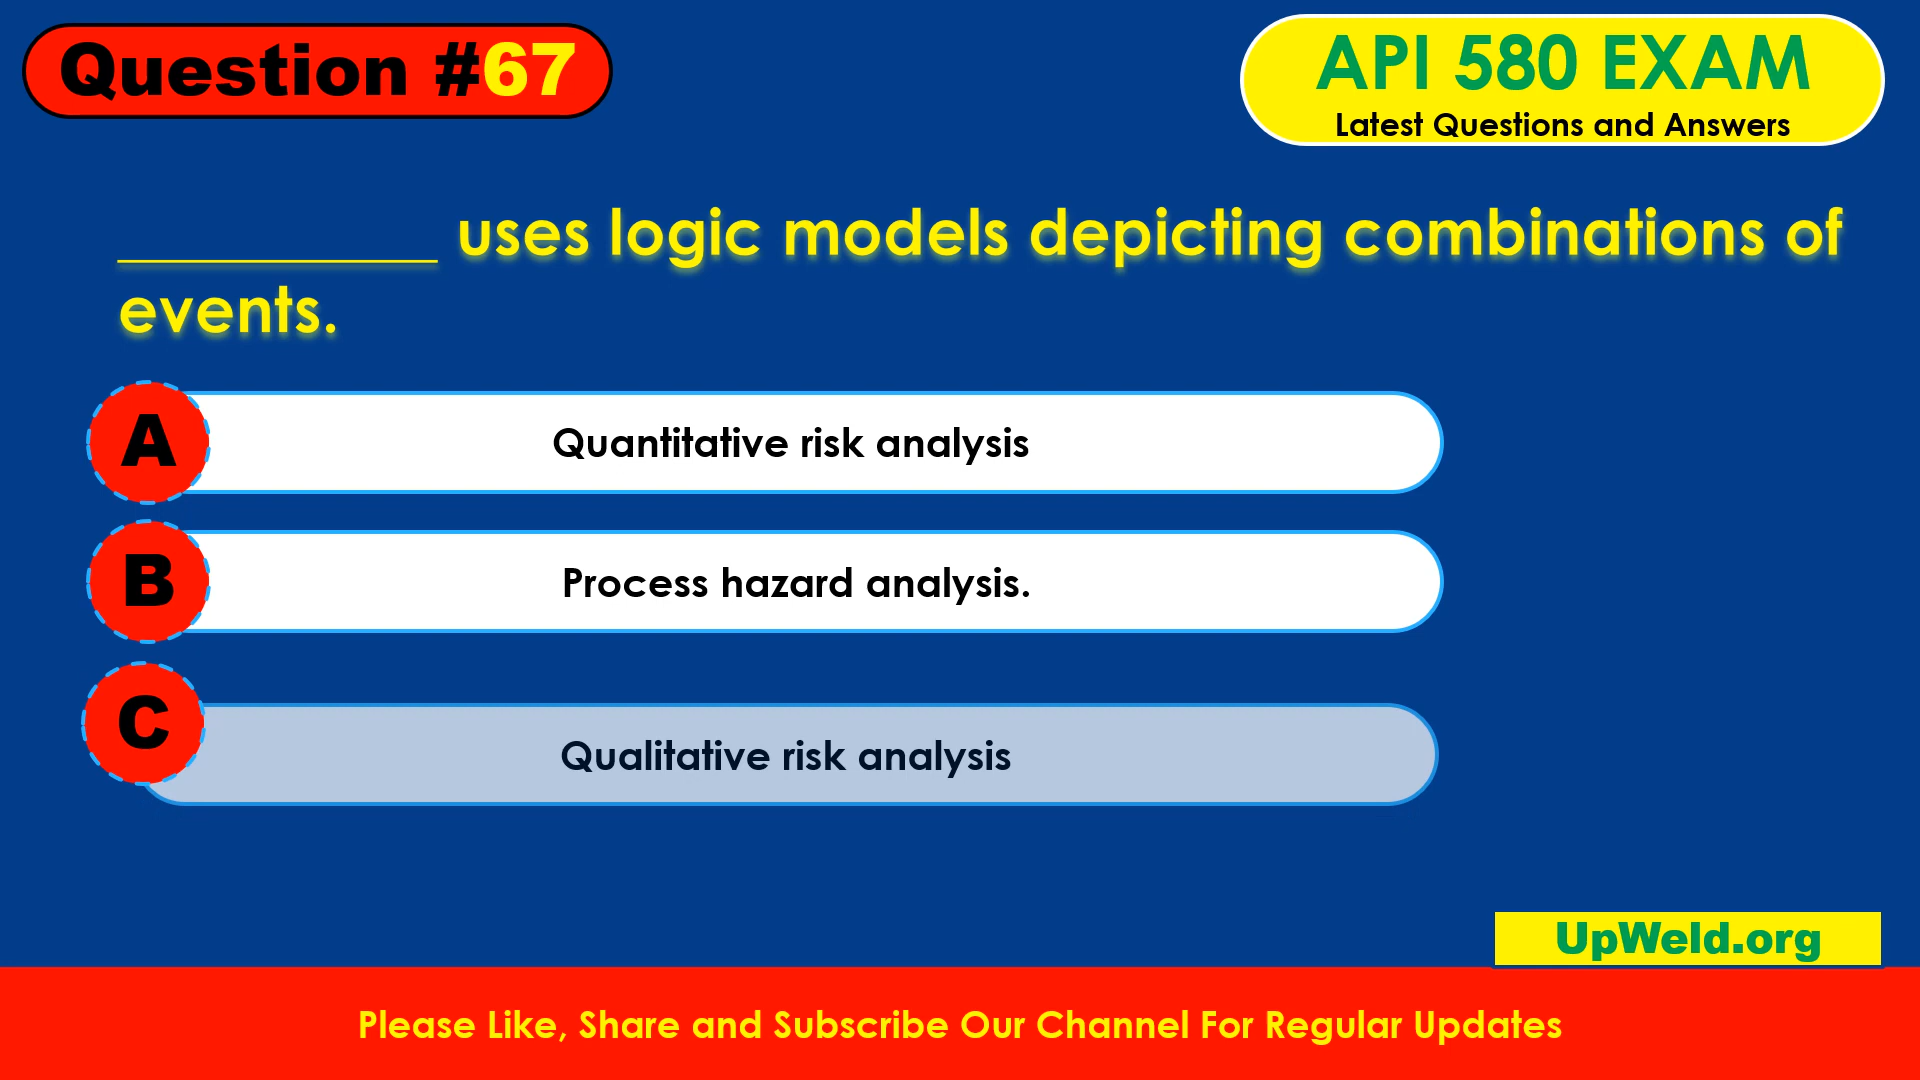 Question #67
API 580 EXAM
Latest Questions and Answers
__________ uses logic models depicting combinations of
events.
A
Quantitative risk analysis
B
Process hazard analysis.
C
Qualitative risk analysis
UpWeld.org
Please Like, Share and Subscribe Our Channel For Regular Updates